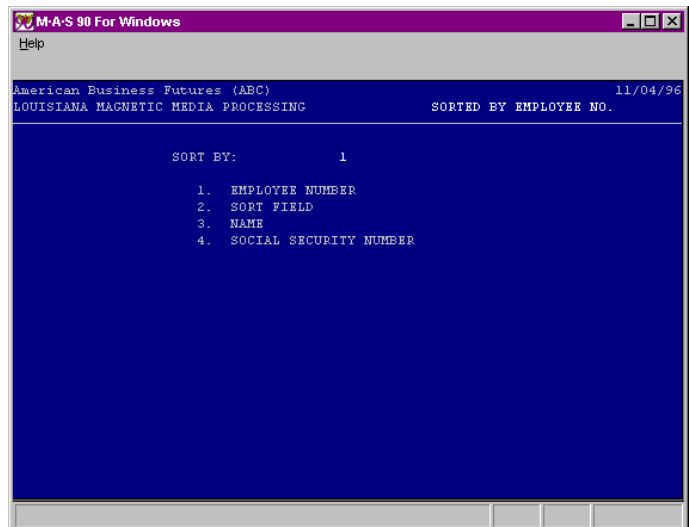 M·A·S 90 For Windows
Help
American Business Futures (ABC) 11/04/96
LOUISIANA MAGNETIC MEDIA PROCESSING SORTED BY EMPLOYEE NO.
SORT BY: 1
1. EMPLOYEE NUMBER
2. SORT FIELD
3. NAME
4. SOCIAL SECURITY NUMBER